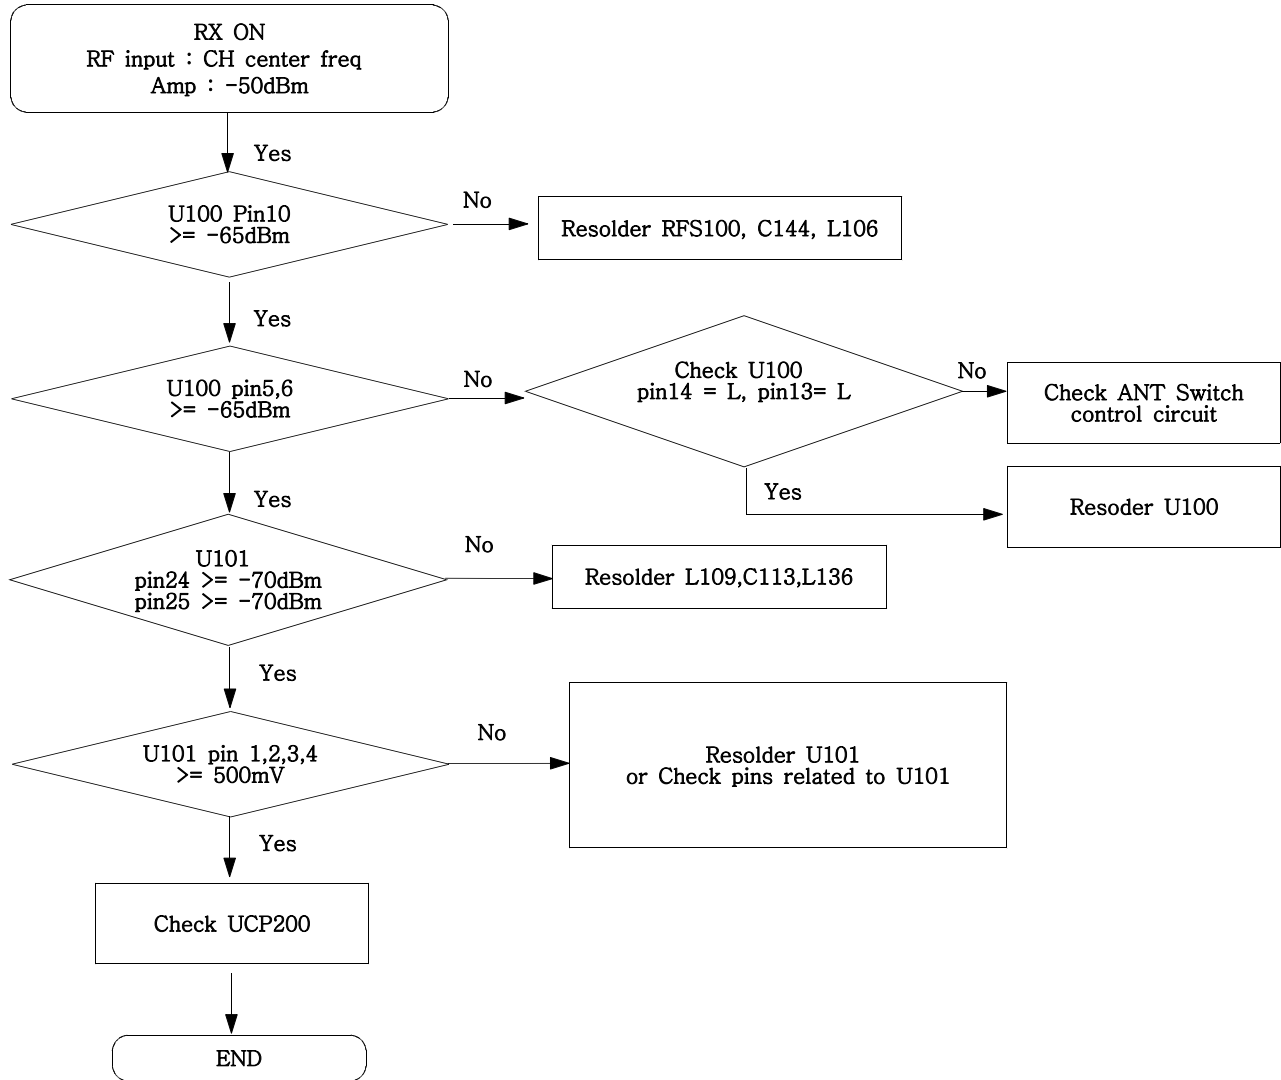 RX ON
RF input : CH center freq
Amp : -50dBm
Yes
U100 Pin10
>= -65dBm
No
Resolder RFS100, C144, L106
Yes
U100 pin5,6
>= -65dBm
No
Check U100
pin14 = L, pin13= L
No
Check ANT Switch
control circuit
Yes
Resoder U100
Yes
U101
pin24 >= -70dBm
pin25 >= -70dBm
No
Resolder L109,C113,L136
Yes
U101 pin 1,2,3,4
>= 500mV
No
Resolder U101
or Check pins related to U101
Yes
Check UCP200
END